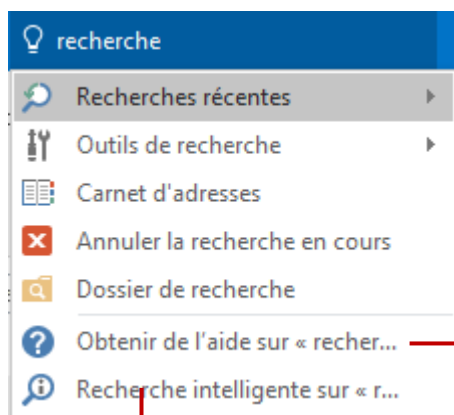 recherche
Recherches récentes
Outils de recherche
Carnet d'adresses
Annuler la recherche en cours
Dossier de recherche
Obtenir de l'aide sur « recher...
Recherche intelligente sur « r...